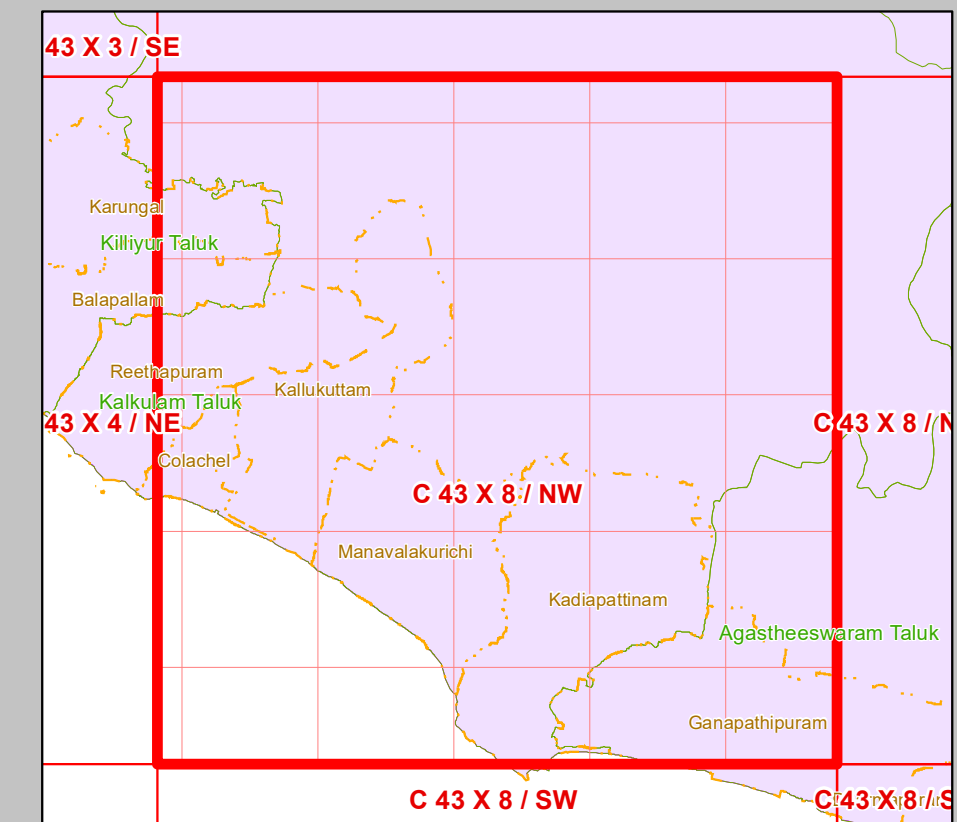 43 X 3 / SE
Karungal
Killiyur Taluk
Balapallam
Reethapuram
Kallukuttam
Kalkulam Taluk
43 X 4 / NE
C 43 X 8 / N
Colachel
C 43 X 8 / NW
Manavalakurichi
Kadiapattinam
Agastheeswaram Taluk
Ganapathipuram
C 43 X 8 / SW
C 43 X 8 / S